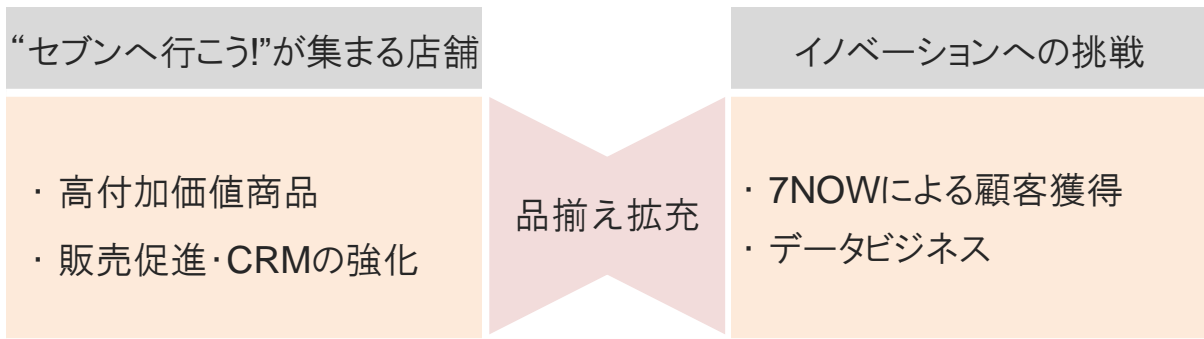 “セブンへ行こう!”が集まる店舗
・ 高付加価値商品
・ 販売促進・CRMの強化
品揃え拡充
イノベーションへの挑戦
・ 7NOWによる顧客獲得
・ データビジネス